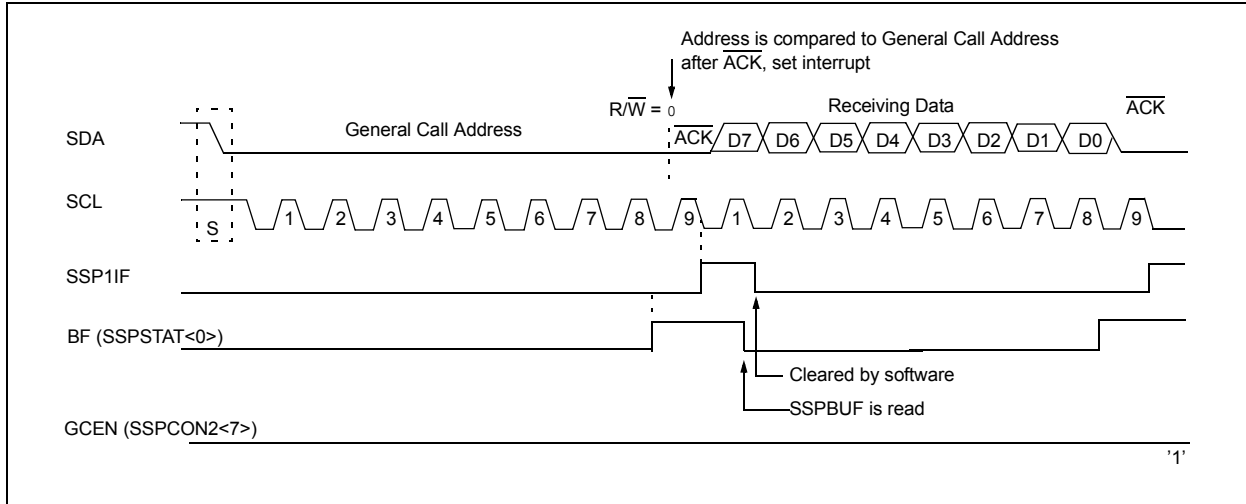 Address is compared to General Call Address
after ACK, set interrupt
R/W = 0
Receiving Data
ACK
SDA
General Call Address
ACK D7 D6 D5 D4 D3 D2 D1 D0
SCL
S
1 2 3 4 5 6 7 8 9 1 2 3 4 5 6 7 8 9
SSP1IF
BF (SSPSTAT<0>)
Cleared by software
SSPBUF is read
GCEN (SSPCON2<7>)
'1'